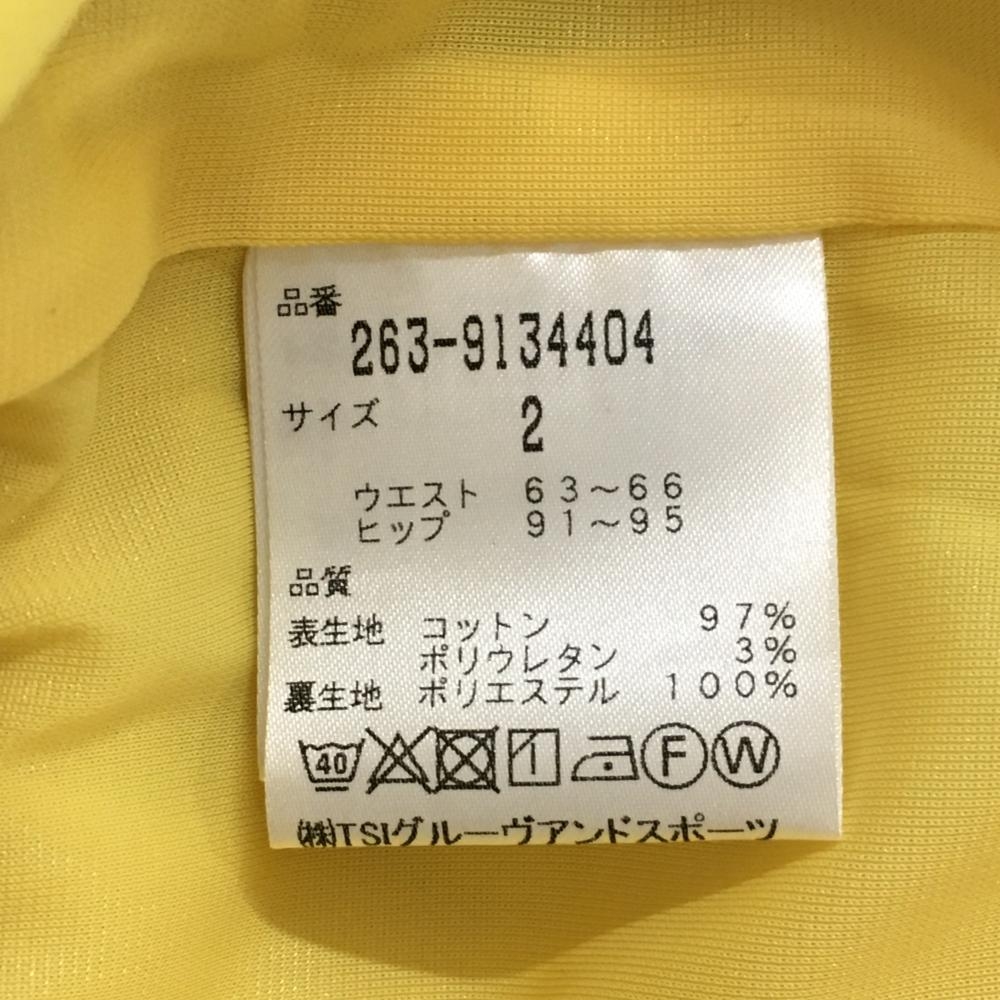 品番
263-9134404
サイズ 2
ウエスト 63~66
ヒップ 91~95
品質
表生地 コットン 97%
ポリウレタン 3%
裏生地 ポリエステル 100%
40 F W
㈱TSIグルーヴアンドスポーツ